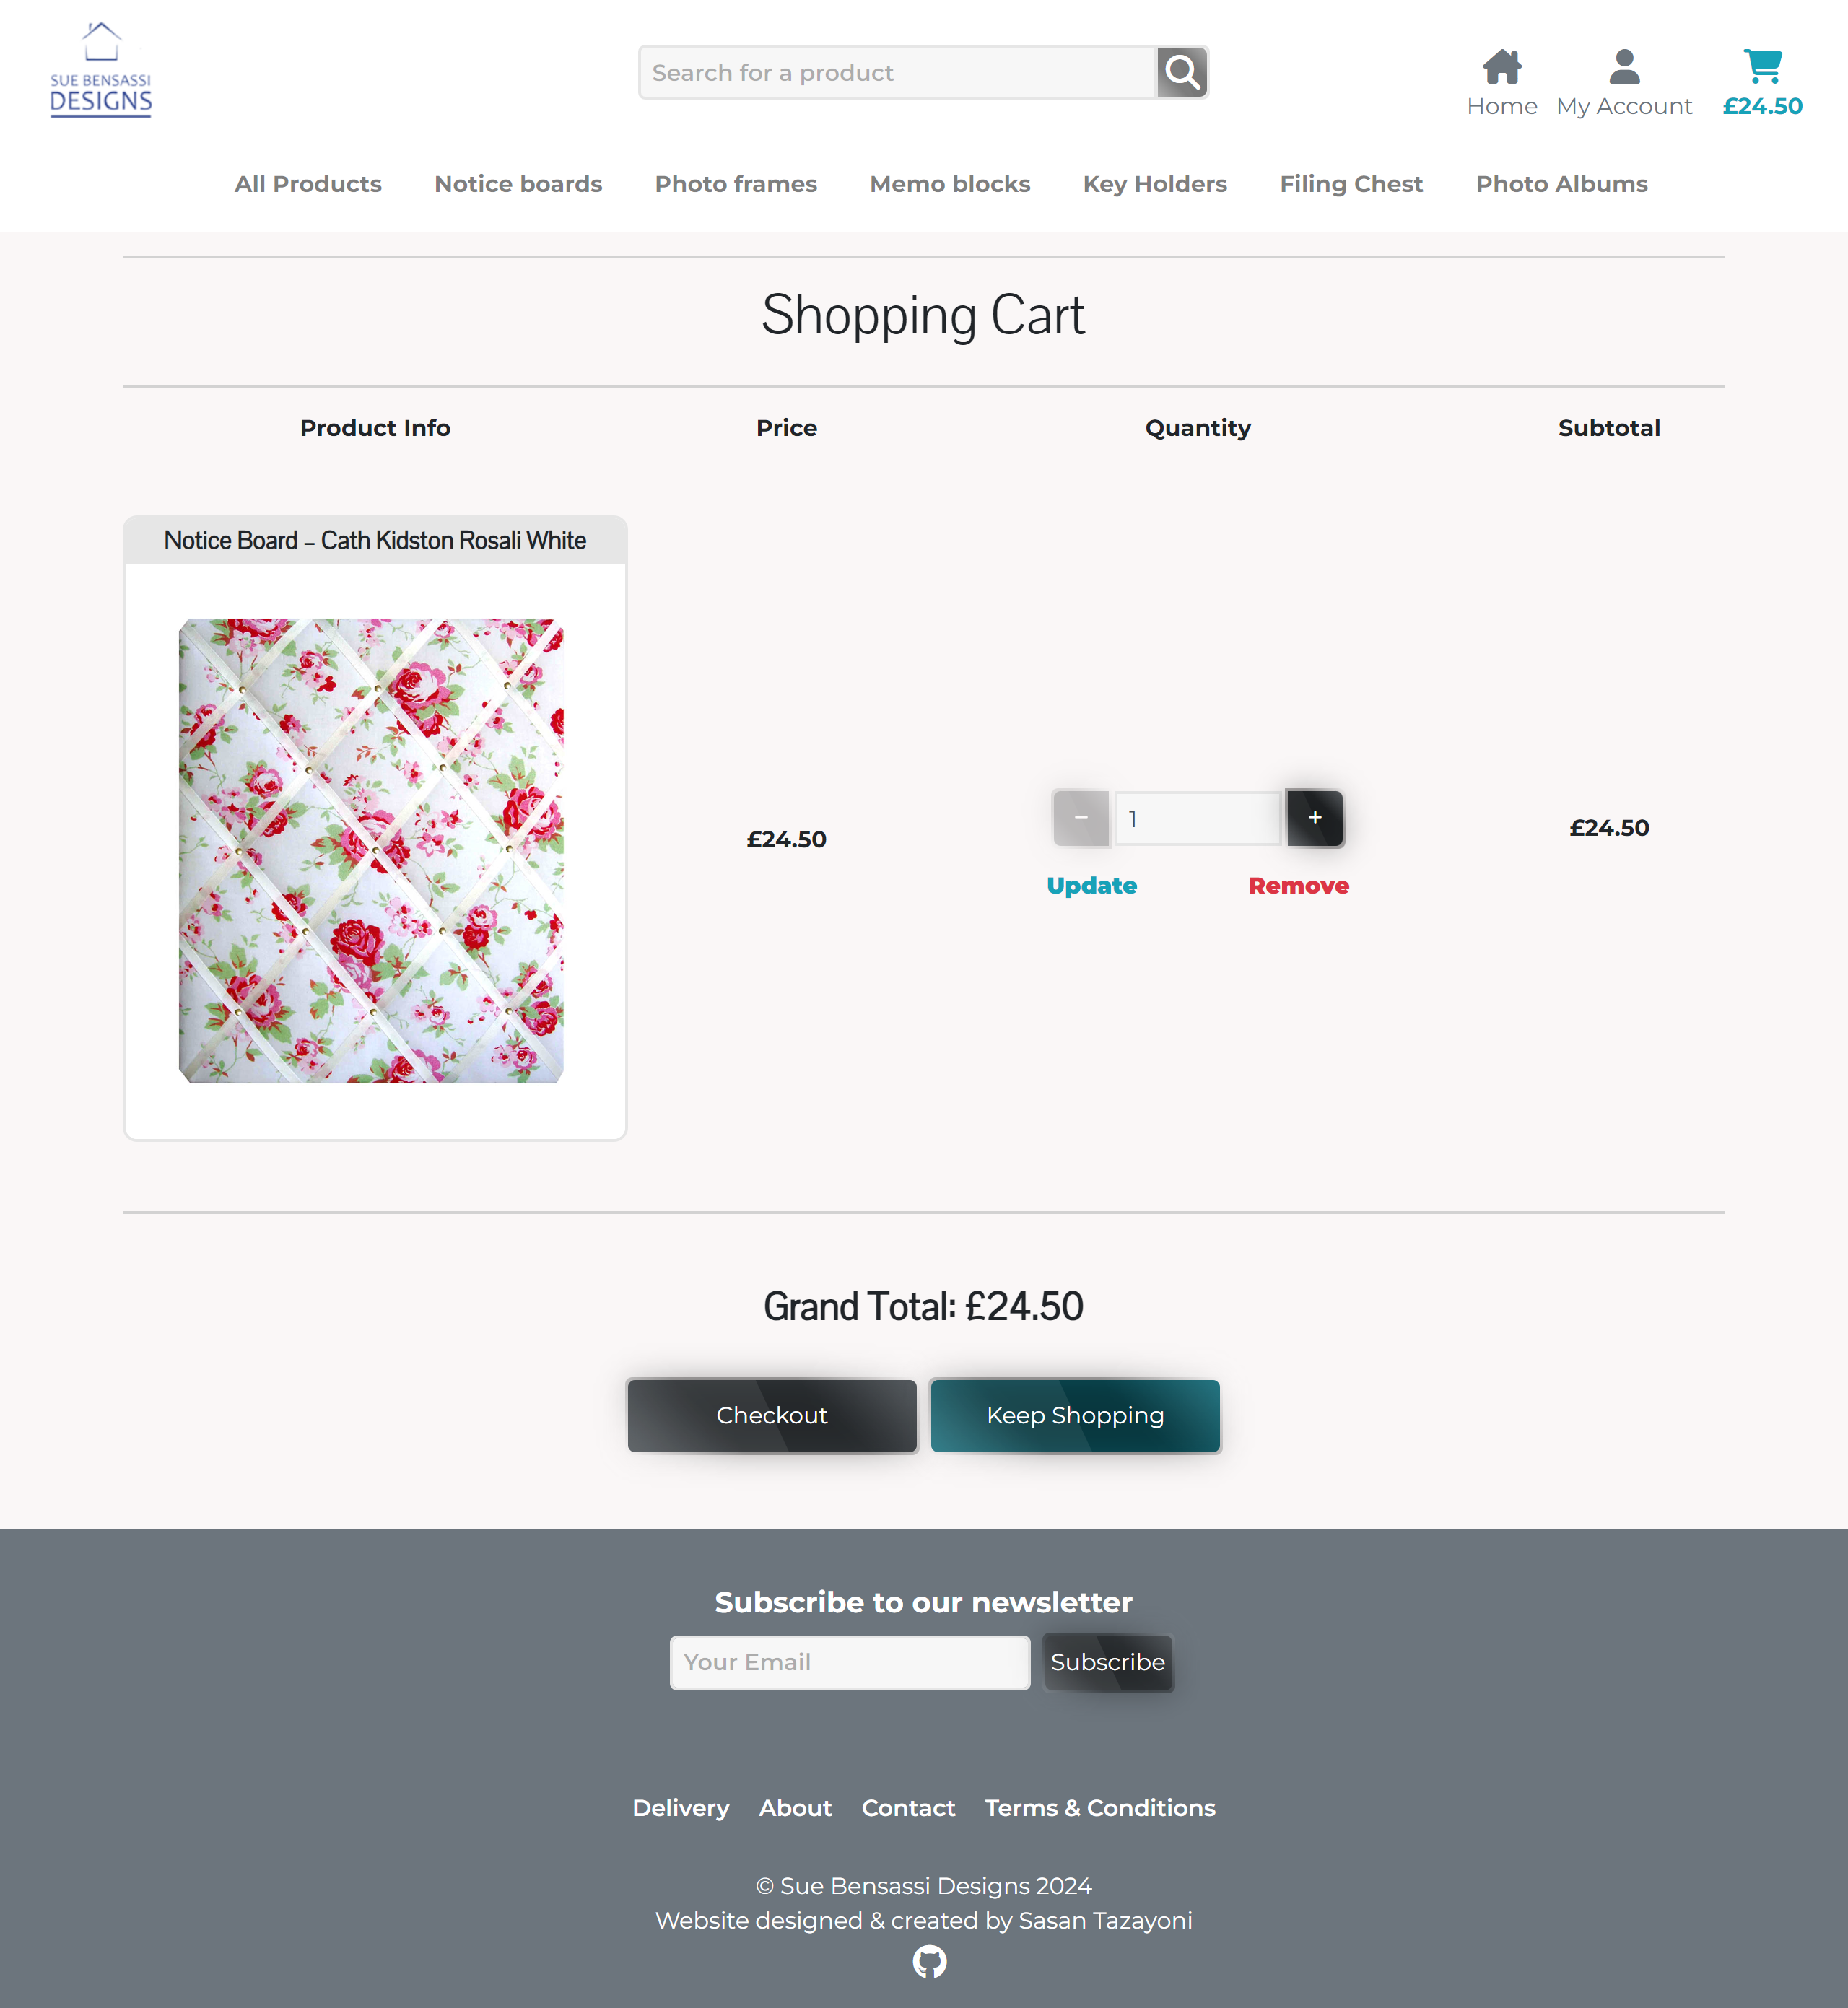 SUE BENSASSI
DESIGNS
Search for a product
Home
My Account
£24.50
All Products
Notice boards
Photo frames
Memo blocks
Key Holders
Filing Chest
Photo Albums
Shopping Cart
Product Info
Price
Quantity
Subtotal
Notice Board – Cath Kidston Rosali White
£24.50
−
1
+
Update
Remove
£24.50
Grand Total: £24.50
Checkout
Keep Shopping
Subscribe to our newsletter
Your Email
Subscribe
Delivery
About
Contact
Terms & Conditions
© Sue Bensassi Designs 2024
Website designed & created by Sasan Tazayoni